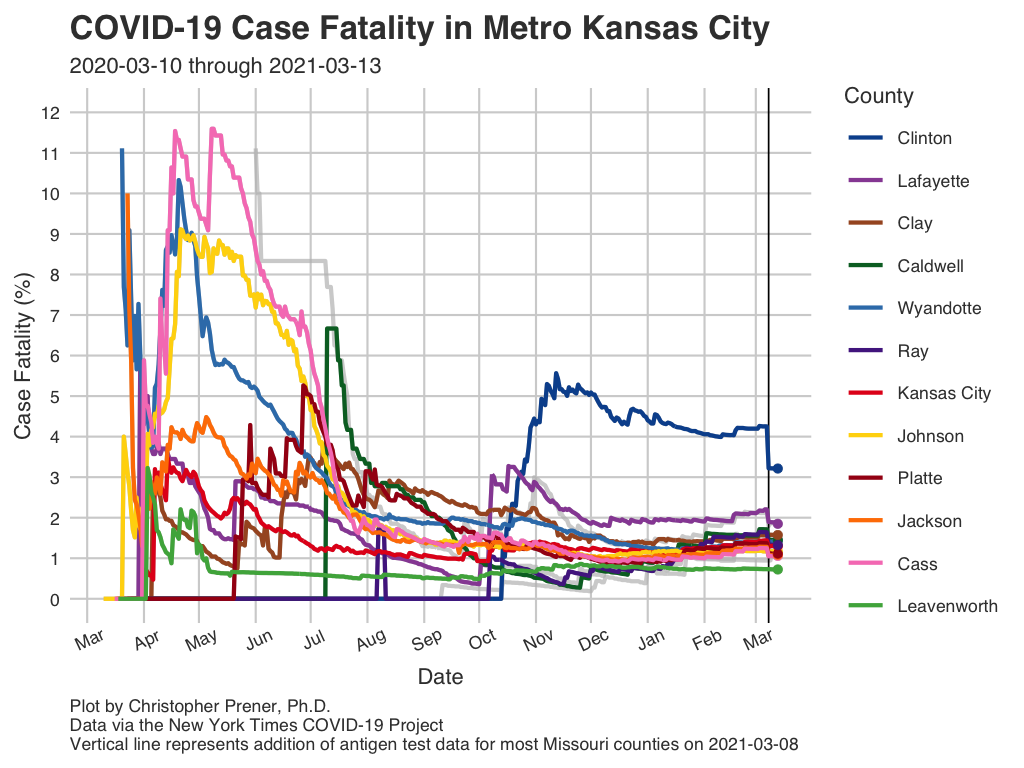 COVID-19 Case Fatality in Metro Kansas City
2020-03-10 through 2021-03-13
Case Fatality (%)
12
11
10
9
8
7
6
5
4
3
2
1
0
Mar
Apr
May
Jun
Jul
Aug
Sep
Oct
Nov
Dec
Jan
Feb
Mar
Date
County
Clinton
Lafayette
Clay
Caldwell
Wyandotte
Ray
Kansas City
Johnson
Platte
Jackson
Cass
Leavenworth
Plot by Christopher Prener, Ph.D.
Data via the New York Times COVID-19 Project
Vertical line represents addition of antigen test data for most Missouri counties on 2021-03-08